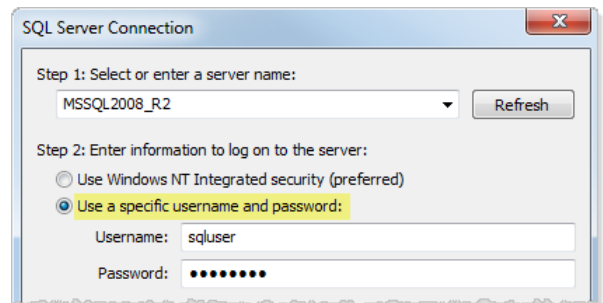 SQL Server Connection
Step 1: Select or enter a server name:
MSSQL2008_R2
Refresh
Step 2: Enter information to log on to the server:
Use Windows NT Integrated security (preferred)
Use a specific username and password:
Username: sqluser
Password: ••••••••